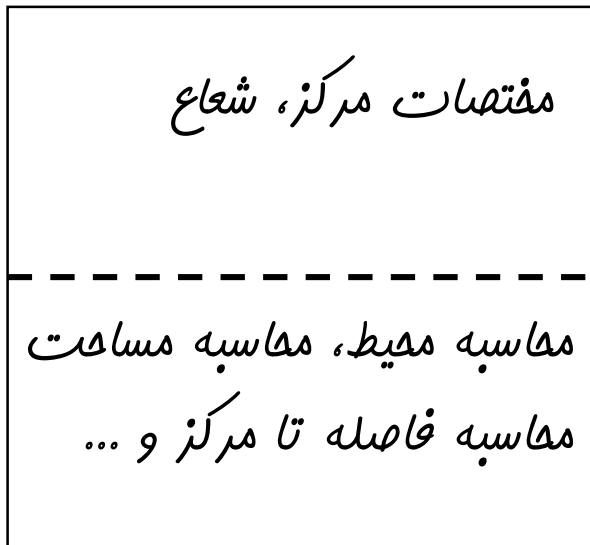 مختصات مرکز، شعاع
محاسبه محیط، محاسبه مساحت
محاسبه فاصله تا مرکز و ...